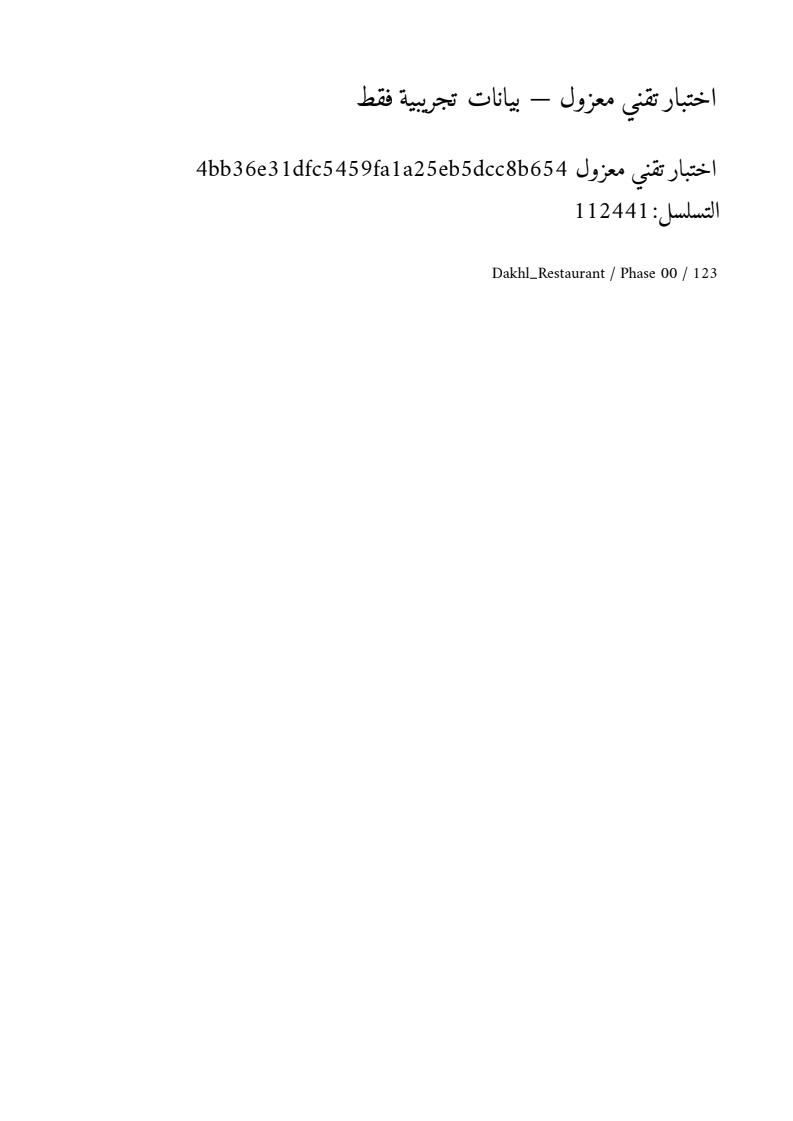 اختبار تقني معزول — بيانات تجريبية فقط
اختبار تقني معزول 4bb36e31dfc5459fa1a25eb5dcc8b654
التسلسل: 112441
Dakhl_Restaurant / Phase 00 / 123